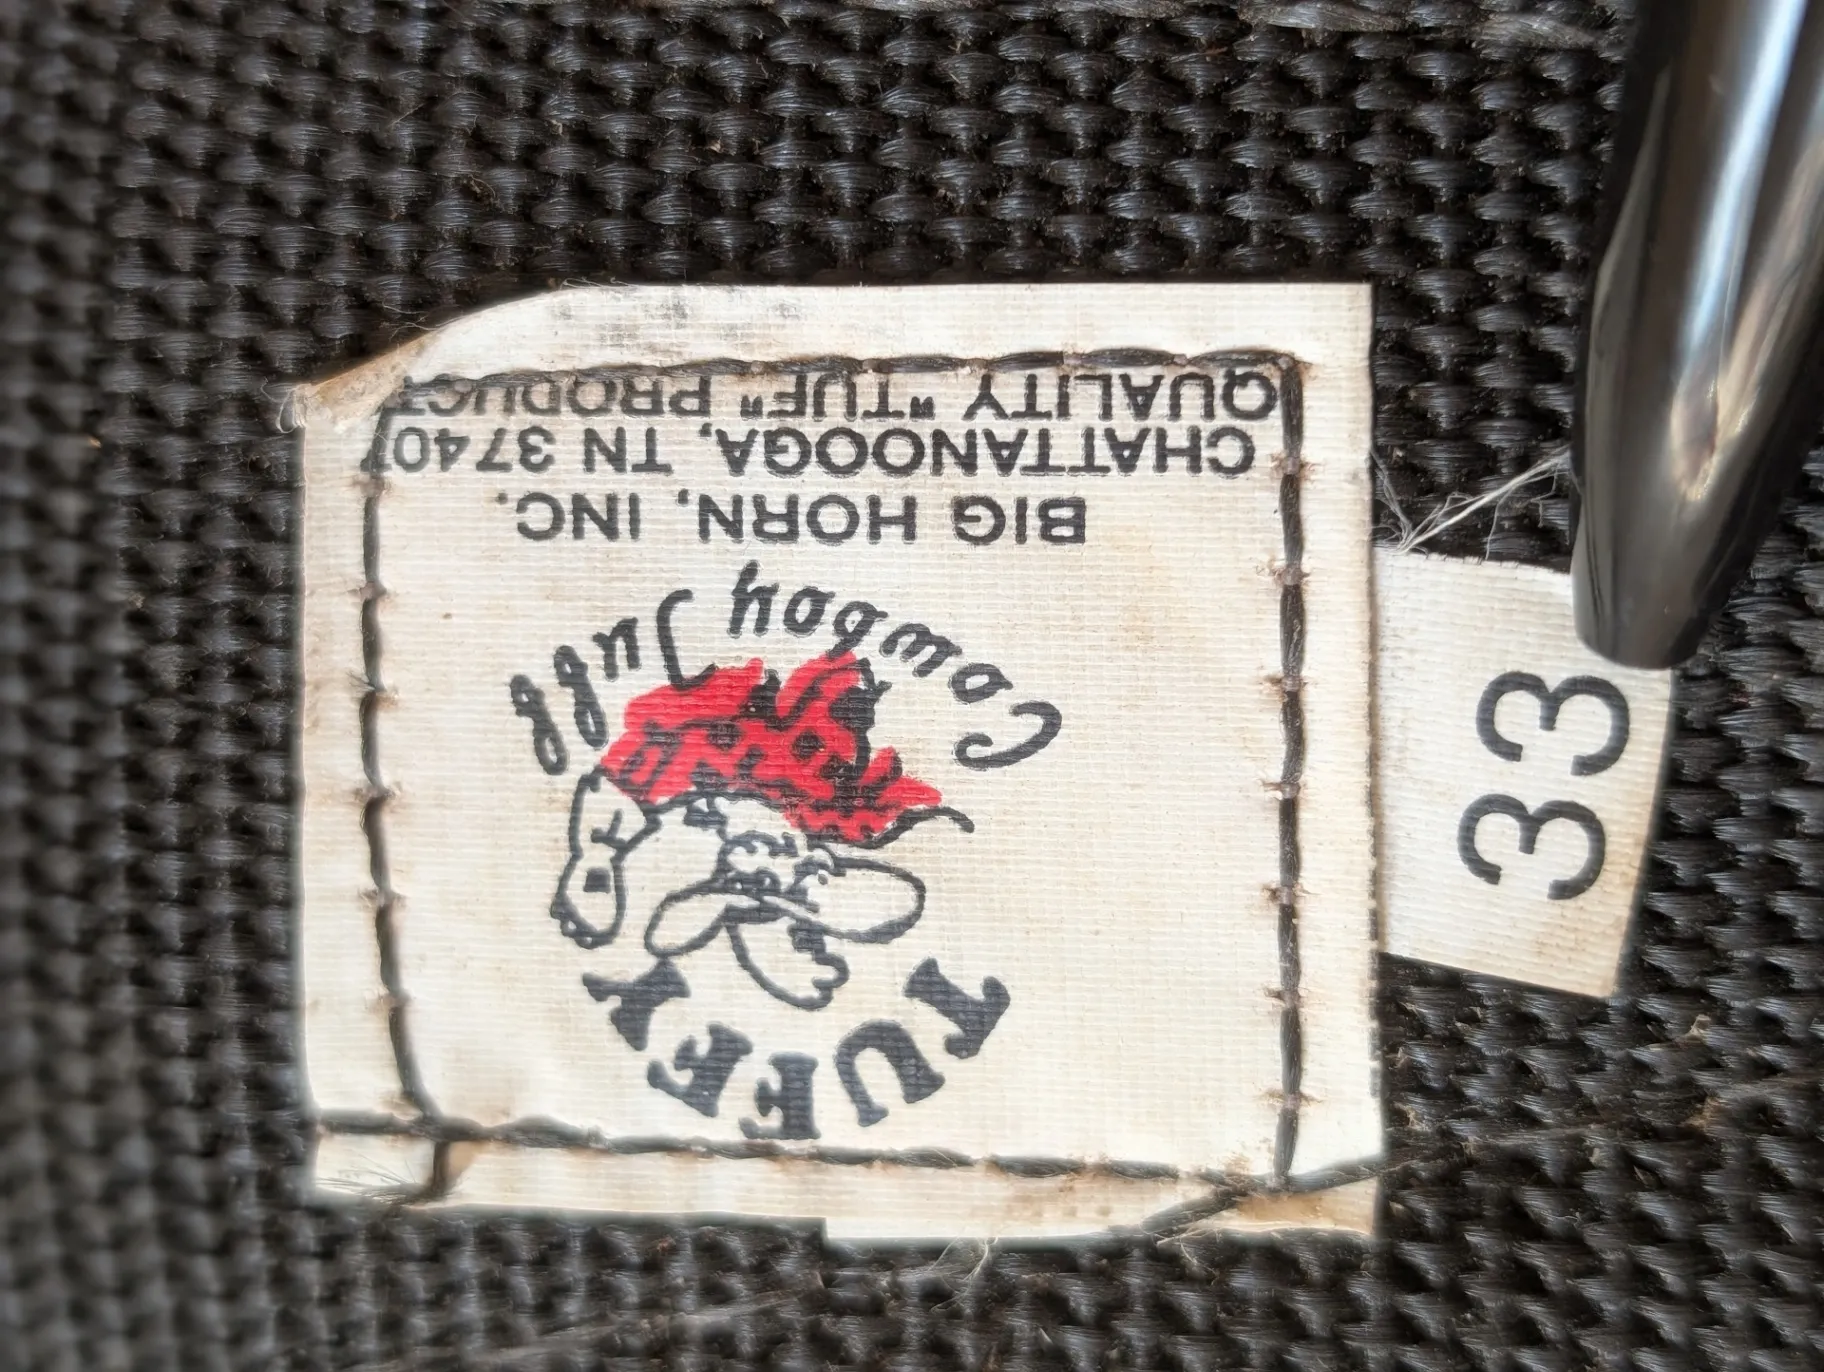 TUFFY
Cowboy Tuff
BIG HORN, INC.
CHATTANOOGA, TN 37407
QUALITY "TUF" PRODUCT
33